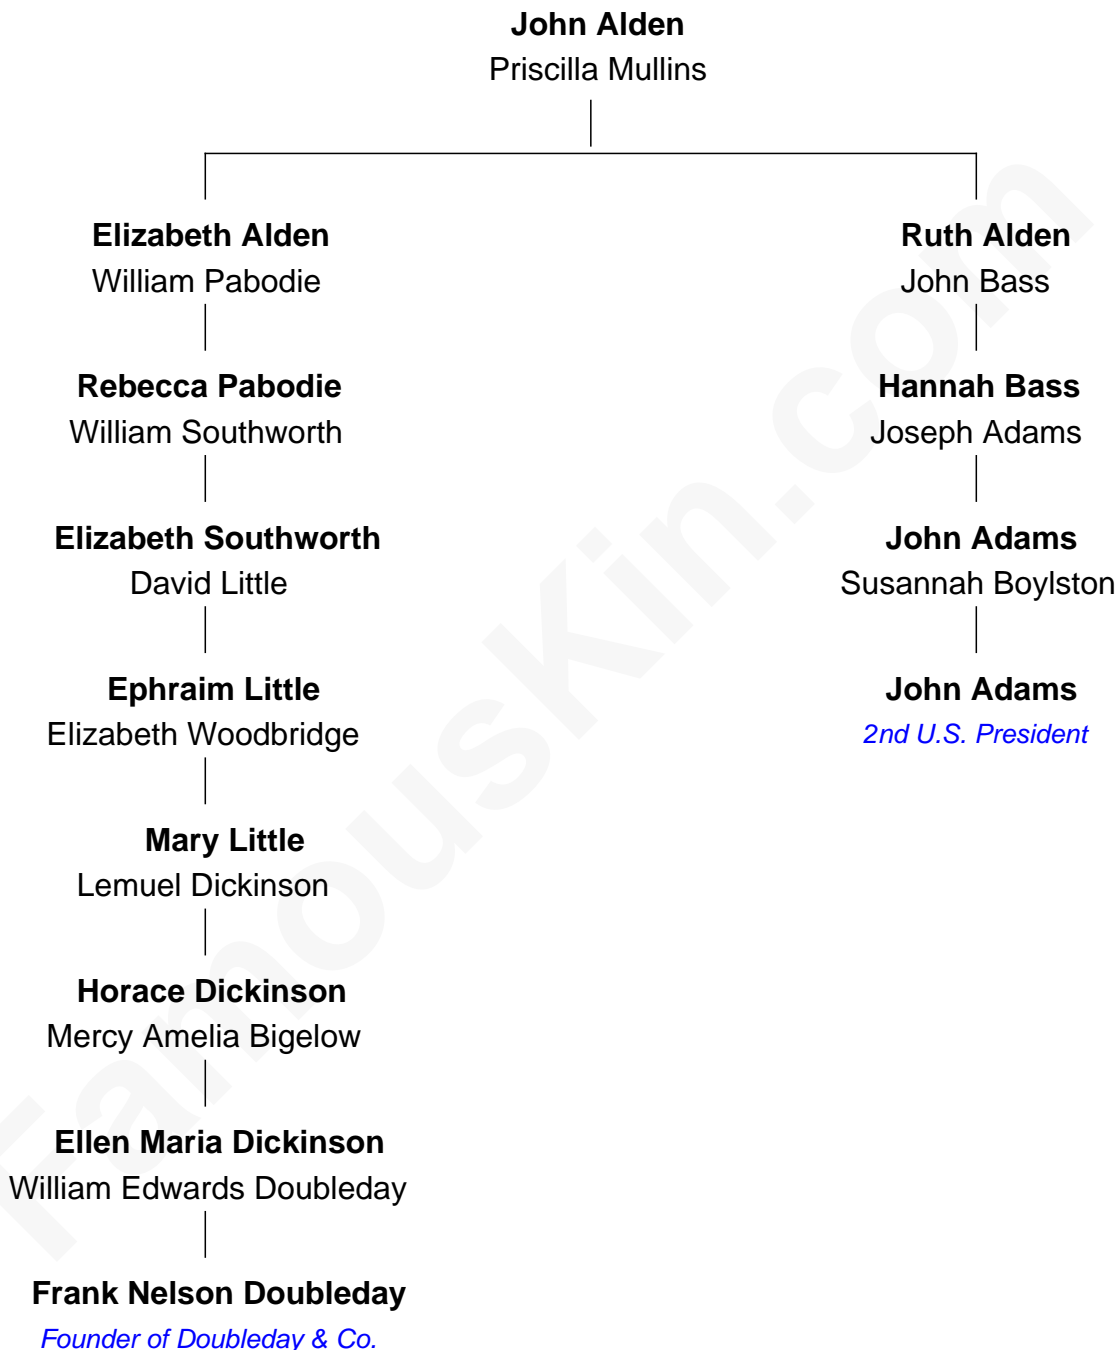 John Alden
Priscilla Mullins
Elizabeth Alden
William Pabodie
Ruth Alden
John Bass
Rebecca Pabodie
William Southworth
Hannah Bass
Joseph Adams
Elizabeth Southworth
David Little
John Adams
Susannah Boylston
Ephraim Little
Elizabeth Woodbridge
John Adams
2nd U.S. President
Mary Little
Lemuel Dickinson
Horace Dickinson
Mercy Amelia Bigelow
Ellen Maria Dickinson
William Edwards Doubleday
Frank Nelson Doubleday
Founder of Doubleday & Co.
FamousKin.com